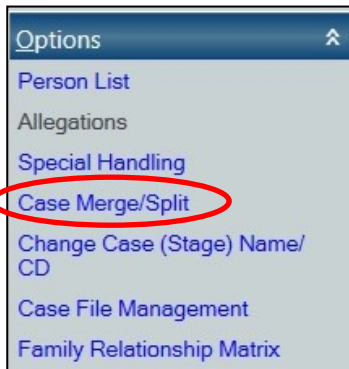 Options
Person List
Allegations
Special Handling
Case Merge/Split
Change Case (Stage) Name/
CD
Case File Management
Family Relationship Matrix